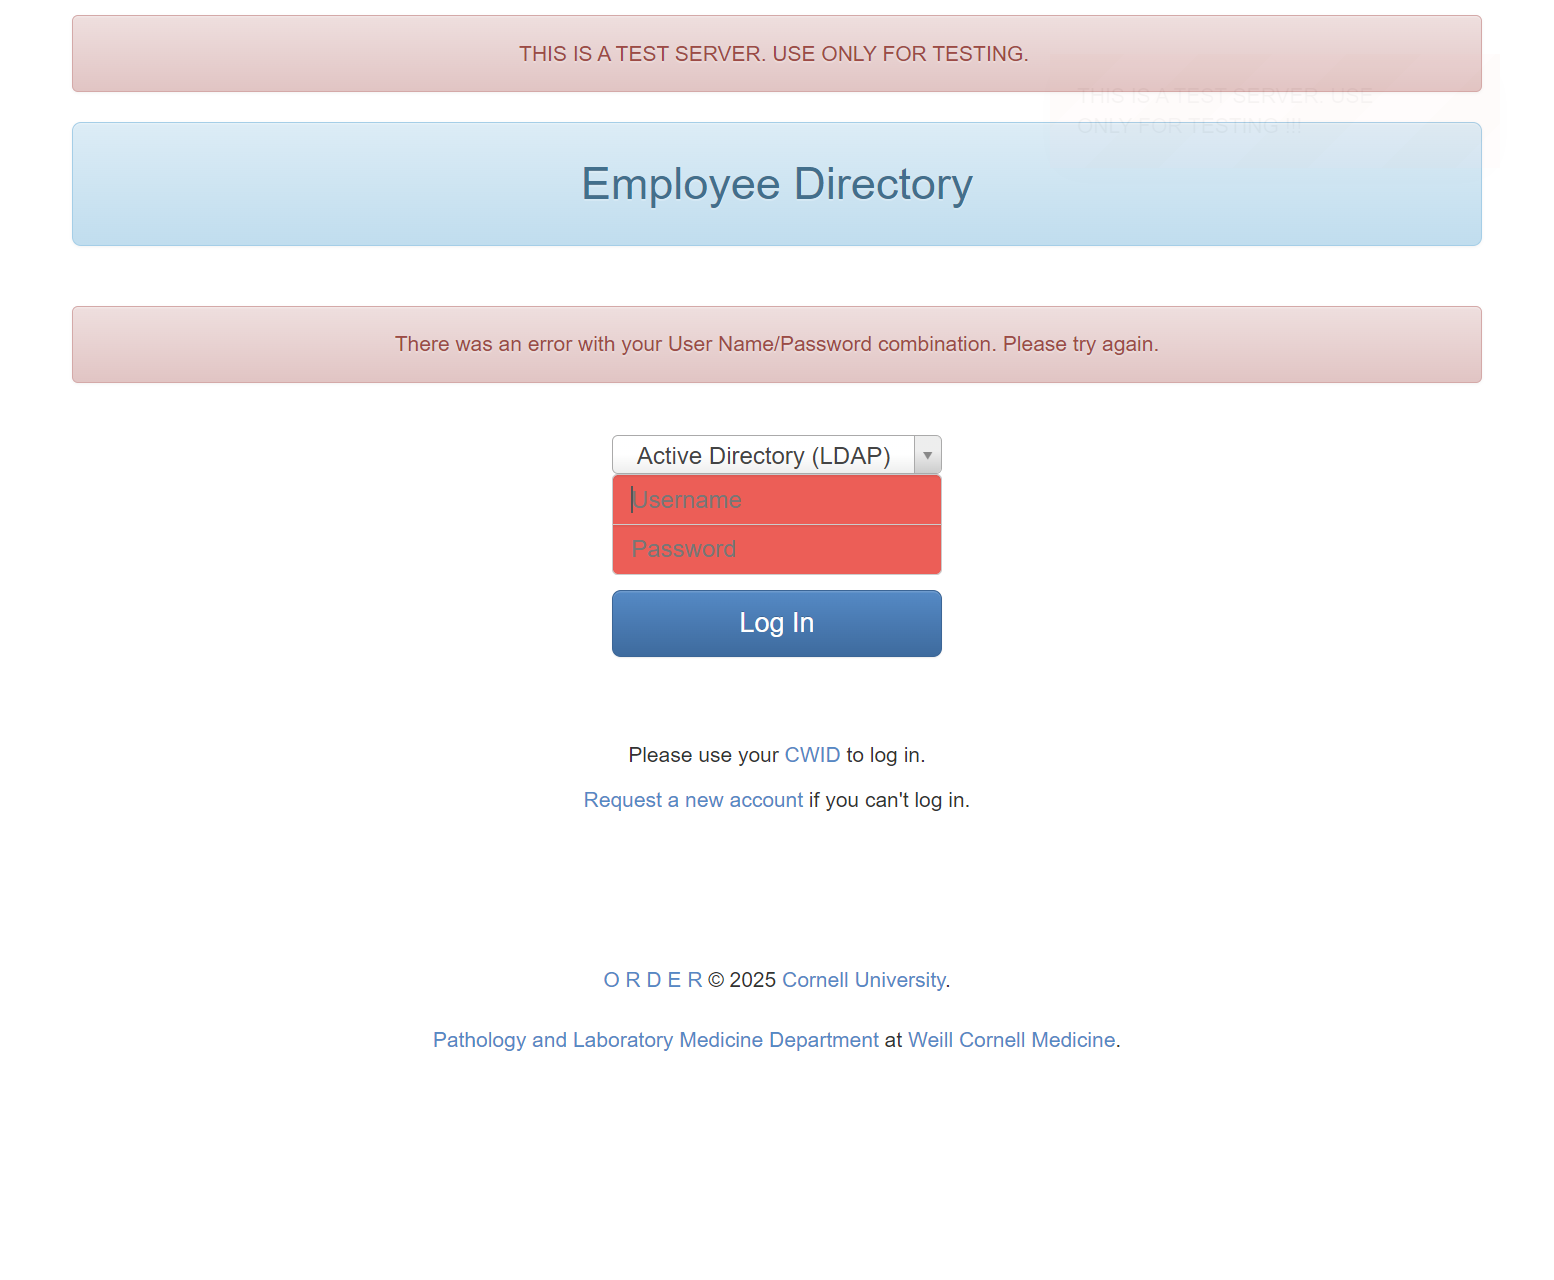 THIS IS A TEST SERVER. USE ONLY FOR TESTING.
THIS IS A TEST SERVER. USE
ONLY FOR TESTING !!!
Employee Directory
There was an error with your User Name/Password combination. Please try again.
Active Directory (LDAP)
Username
Password
Log In
Please use your CWID to log in.
Request a new account if you can't log in.
O R D E R © 2025 Cornell University.
Pathology and Laboratory Medicine Department at Weill Cornell Medicine.